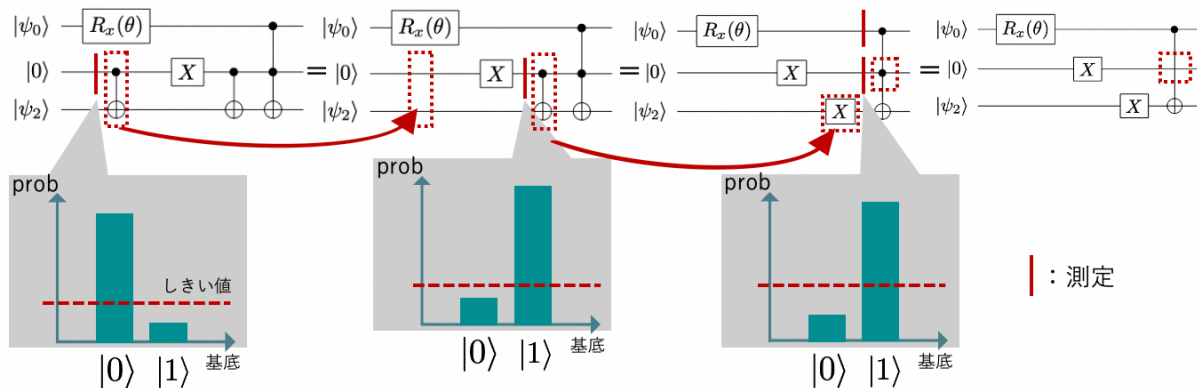 |ψ₀⟩ Rₓ(θ) |ψ₀⟩ Rₓ(θ) |ψ₀⟩ Rₓ(θ) |ψ₀⟩ Rₓ(θ)
|0⟩ X = |0⟩ X = |0⟩ X = |0⟩ X
|ψ₂⟩ |ψ₂⟩ |ψ₂⟩ X |ψ₂⟩ X
prob
しきい値
基底
|0⟩ |1⟩
prob
基底
|0⟩ |1⟩
prob
基底
|0⟩ |1⟩
：測定